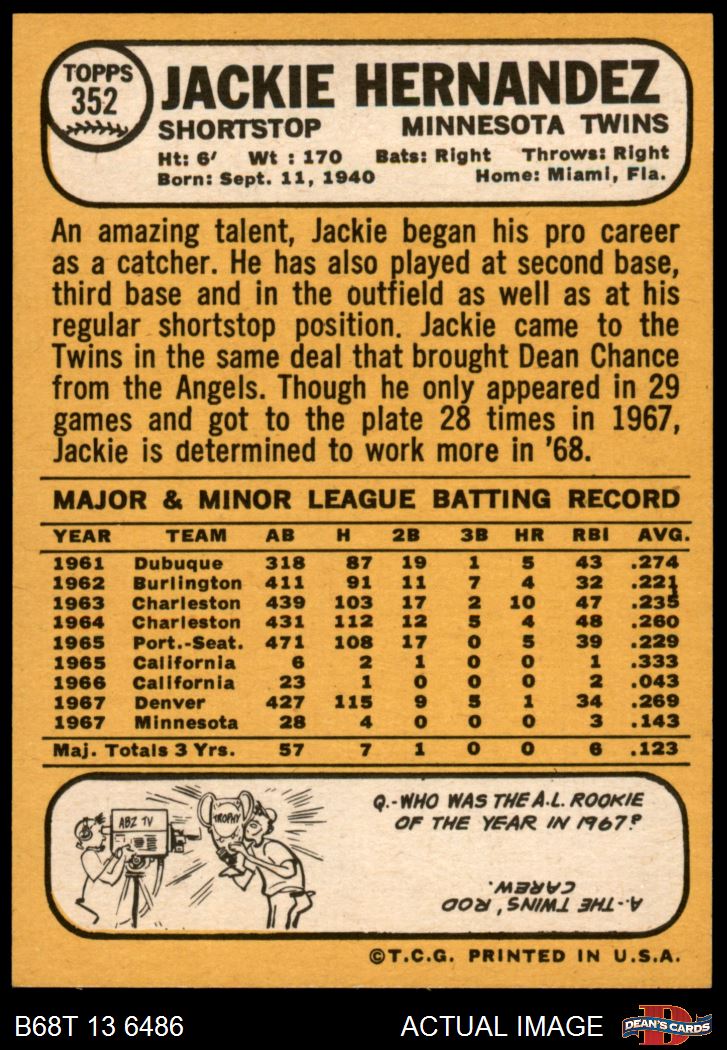 TOPPS
352
JACKIE HERNANDEZ
SHORTSTOP MINNESOTA TWINS
Ht: 6' Wt : 170 Bats: Right Throws: Right
Born: Sept. 11, 1940 Home: Miami, Fla.
An amazing talent, Jackie began his pro career
as a catcher. He has also played at second base,
third base and in the outfield as well as at his
regular shortstop position. Jackie came to the
Twins in the same deal that brought Dean Chance
from the Angels. Though he only appeared in 29
games and got to the plate 28 times in 1967,
Jackie is determined to work more in '68.
MAJOR & MINOR LEAGUE BATTING RECORD
YEAR TEAM AB H 2B 3B HR RBI AVG.
1961 Dubuque 318 87 19 1 5 43 .274
1962 Burlington 411 91 11 7 4 32 .221
1963 Charleston 439 103 17 2 10 47 .235
1964 Charleston 431 112 12 5 4 48 .260
1965 Port.-Seat. 471 108 17 0 5 39 .229
1965 California 6 2 1 0 0 1 .333
1966 California 23 1 0 0 0 2 .043
1967 Denver 427 115 9 5 1 34 .269
1967 Minnesota 28 4 0 0 0 3 .143
Maj. Totals 3 Yrs. 57 7 1 0 0 6 .123
ABZ TV
TROPHY
Q.-WHO WAS THE A.L. ROOKIE
OF THE YEAR IN 1967?
A.-THE TWINS', ROD
CAREW.
©T.C.G. PRINTED IN U.S.A.
B68T 13 6486 ACTUAL IMAGE
D
DEAN'S CARDS